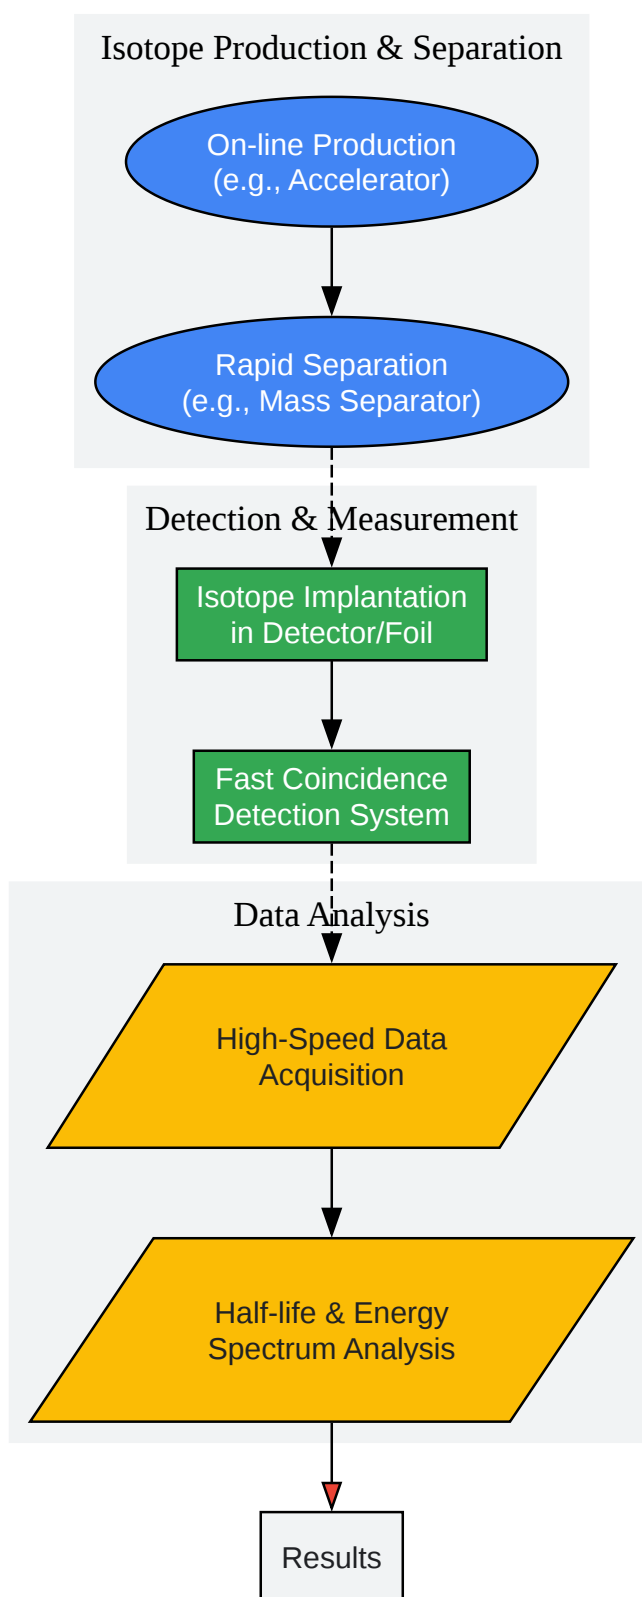 Isotope Production & Separation
On-line Production
(e.g., Accelerator)
Rapid Separation
(e.g., Mass Separator)
Detection & Measurement
Isotope Implantation
in Detector/Foil
Fast Coincidence
Detection System
Data Analysis
High-Speed Data
Acquisition
Half-life & Energy
Spectrum Analysis
Results